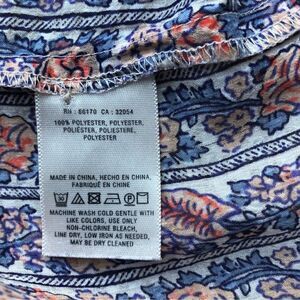 RN : 66170 CA : 32054
100% POLYESTER, POLYESTER,
POLIÉSTER, POLIESTERE,
POLYESTER
MADE IN CHINA, HECHO EN CHINA,
FABRIQUÉ EN CHINE
MACHINE WASH COLD GENTLE WITH
LIKE COLORS, USE ONLY
NON-CHLORINE BLEACH,
LINE DRY, LOW IRON AS NEEDED,
MAY BE DRY CLEANED